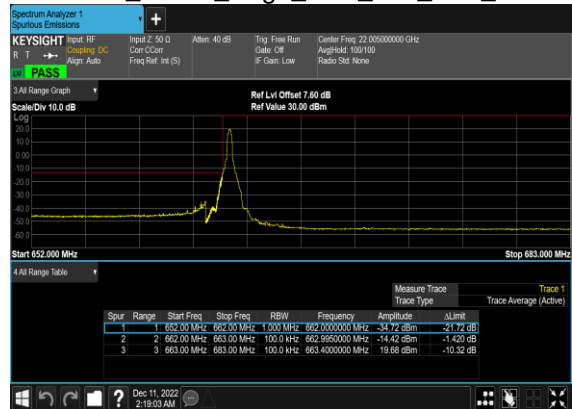 Spectrum Analyzer 1
Spurious Emissions
+
KEYSIGHT Input: RF Input Z: 50 Ω Atten: 40 dB Trig: Free Run Center Freq: 22.005000000 GHz
R T Coupling: DC Corr CCorr Gate: Off Avg|Hold: 100/100
Align: Auto Freq Ref: Int (S) IF Gain: Low Radio Std: None
PASS
3 All Range Graph
Ref Lvl Offset 7.60 dB
Scale/Div 10.0 dB Ref Value 30.00 dBm
Log
20.0
10.0
0.00
-10.0
-20.0
-30.0
-40.0
-50.0
-60.0
Start 652.000 MHz Stop 683.000 MHz
4 All Range Table
Measure Trace Trace 1
Trace Type Trace Average (Active)
Spur Range Start Freq Stop Freq RBW Frequency Amplitude ΔLimit
1 1 652.00 MHz 662.00 MHz 1.000 MHz 662.0000000 MHz -34.72 dBm -21.72 dB
2 2 662.00 MHz 663.00 MHz 100.0 kHz 662.9950000 MHz -14.42 dBm -1.420 dB
3 3 663.00 MHz 683.00 MHz 100.0 kHz 663.4000000 MHz 19.68 dBm -10.32 dB
? Dec 11, 2022
2:19:03 AM